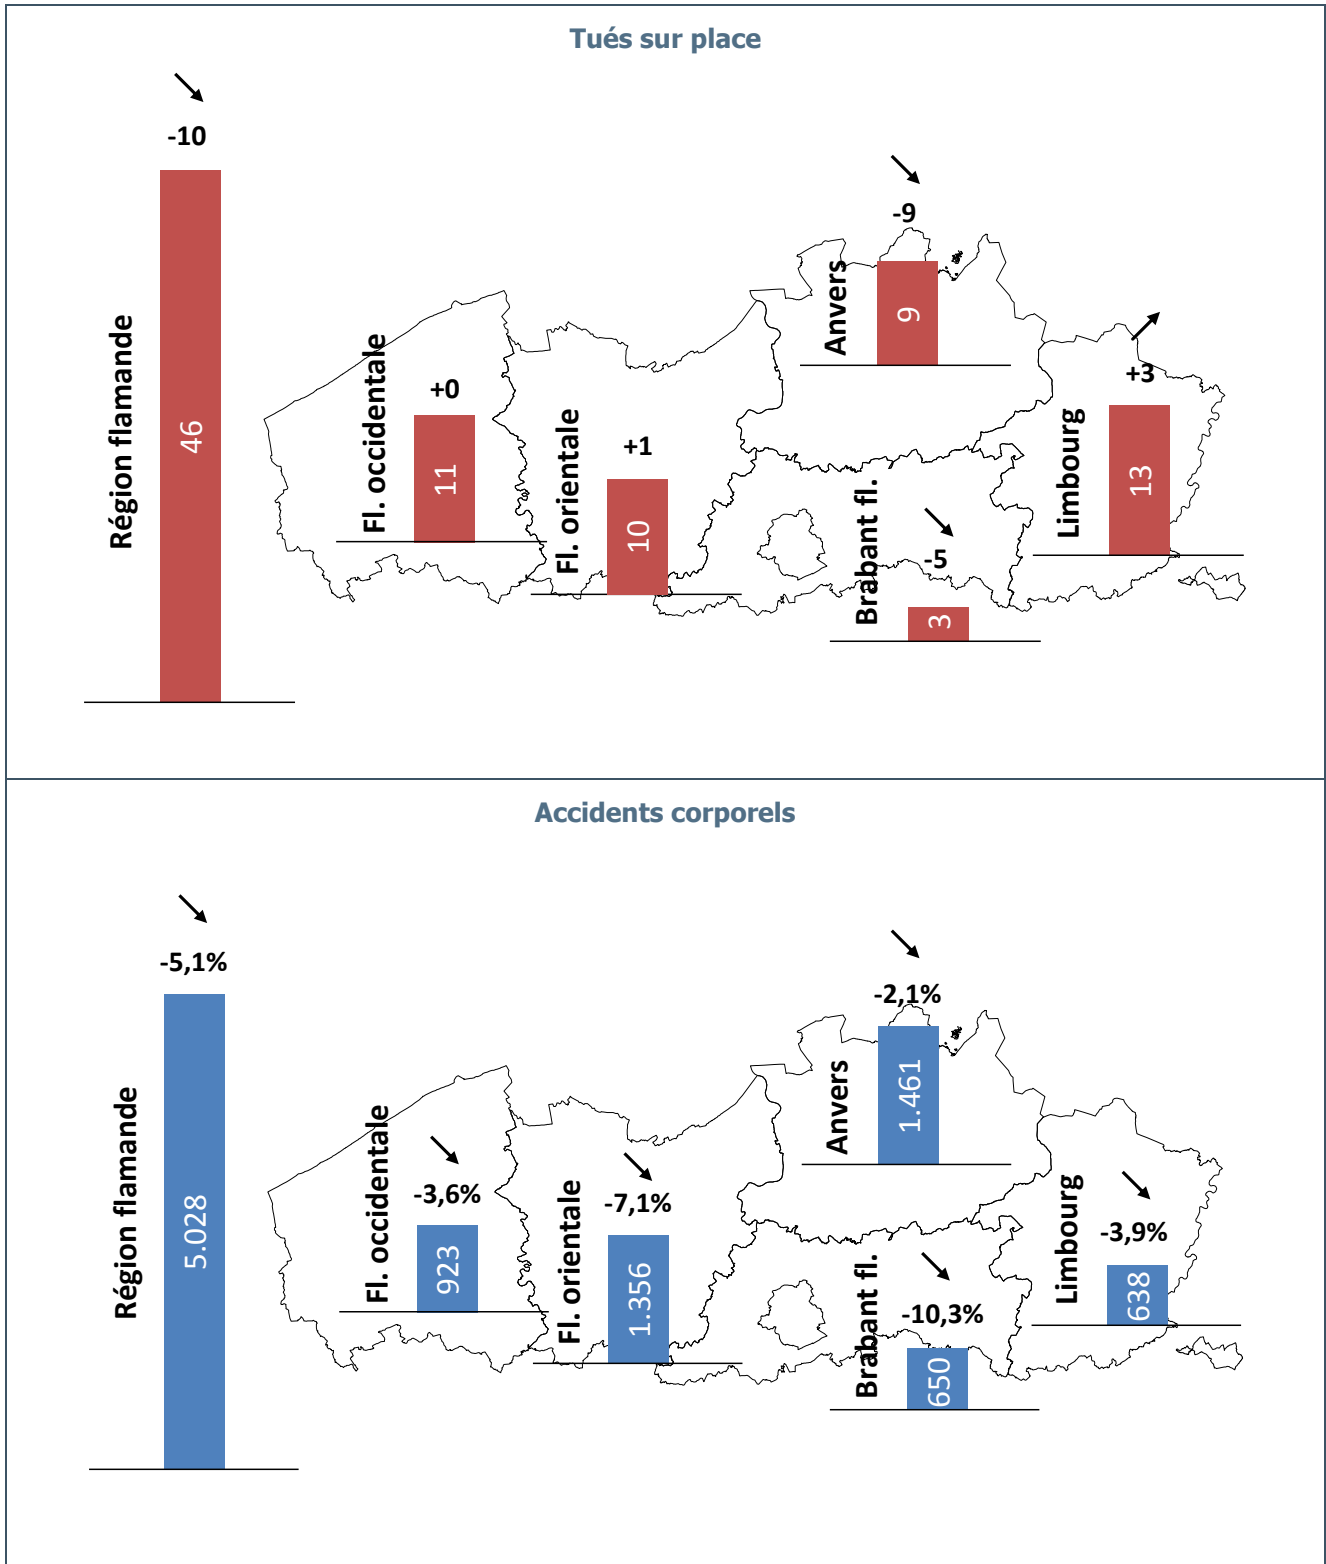 Tués sur place
-10
Région flamande
46
Fl. occidentale
+0
11
Fl. orientale
+1
10
Anvers
-9
9
Brabant fl.
-5
3
Limbourg
+3
13
Accidents corporels
-5,1%
Région flamande
5.028
Fl. occidentale
-3,6%
923
Fl. orientale
-7,1%
1.356
Anvers
-2,1%
1.461
Brabant fl.
-10,3%
650
Limbourg
-3,9%
638